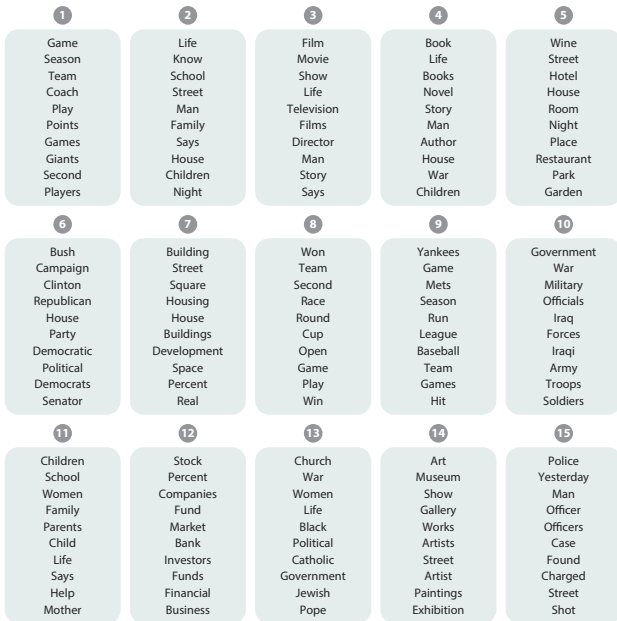 1
Game
Season
Team
Coach
Play
Points
Games
Giants
Second
Players
2
Life
Know
School
Street
Man
Family
Says
House
Children
Night
3
Film
Movie
Show
Life
Television
Films
Director
Man
Story
Says
4
Book
Life
Books
Novel
Story
Man
Author
House
War
Children
5
Wine
Street
Hotel
House
Room
Night
Place
Restaurant
Park
Garden
6
Bush
Campaign
Clinton
Republican
House
Party
Democratic
Political
Democrats
Senator
7
Building
Street
Square
Housing
House
Buildings
Development
Space
Percent
Real
8
Won
Team
Second
Race
Round
Cup
Open
Game
Play
Win
9
Yankees
Game
Mets
Season
Run
League
Baseball
Team
Games
Hit
10
Government
War
Military
Officials
Iraq
Forces
Iraqi
Army
Troops
Soldiers
11
Children
School
Women
Family
Parents
Child
Life
Says
Help
Mother
12
Stock
Percent
Companies
Fund
Market
Bank
Investors
Funds
Financial
Business
13
Church
War
Women
Life
Black
Political
Catholic
Government
Jewish
Pope
14
Art
Museum
Show
Gallery
Works
Artists
Street
Artist
Paintings
Exhibition
15
Police
Yesterday
Man
Officer
Officers
Case
Found
Charged
Street
Shot